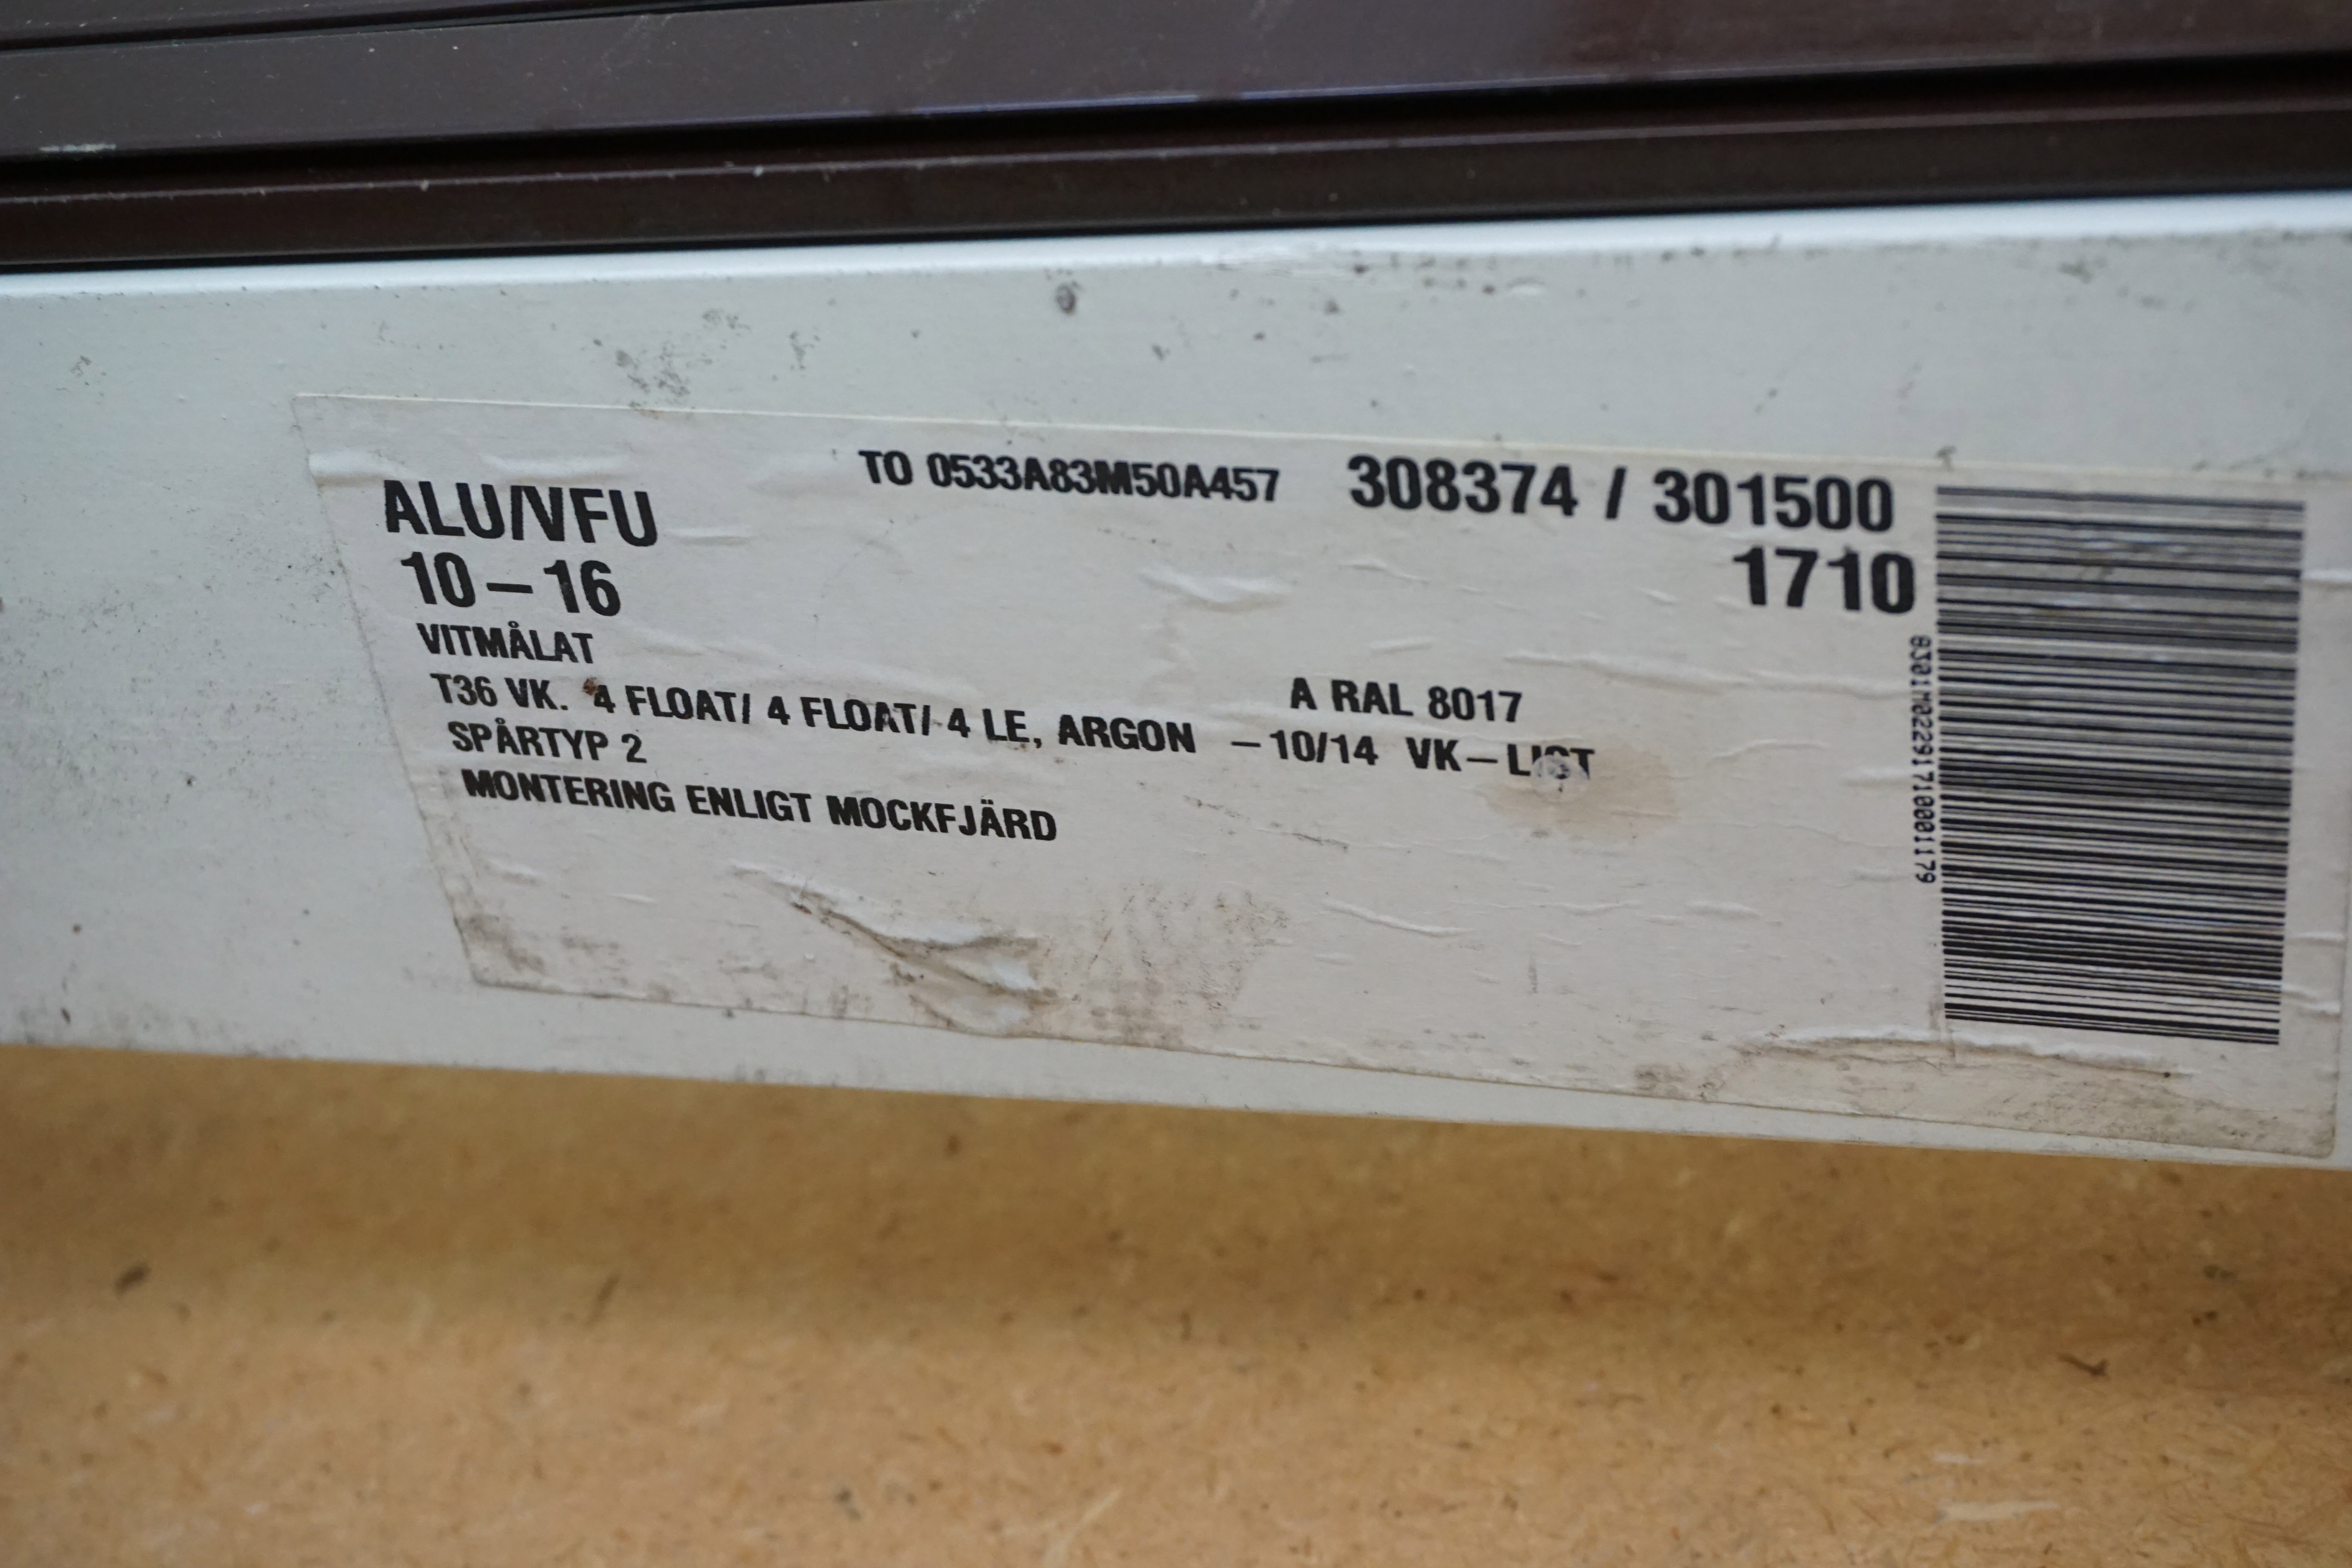 TO 0533A83M50A457 308374 / 301500
ALU/VFU 1710
10-16
VITMÅLAT
A RAL 8017
T36 VK. 4 FLOAT/ 4 FLOAT/ 4 LE, ARGON -10/14 VK-LIST
SPÅRTYP 2
MONTERING ENLIGT MOCKFJÄRD